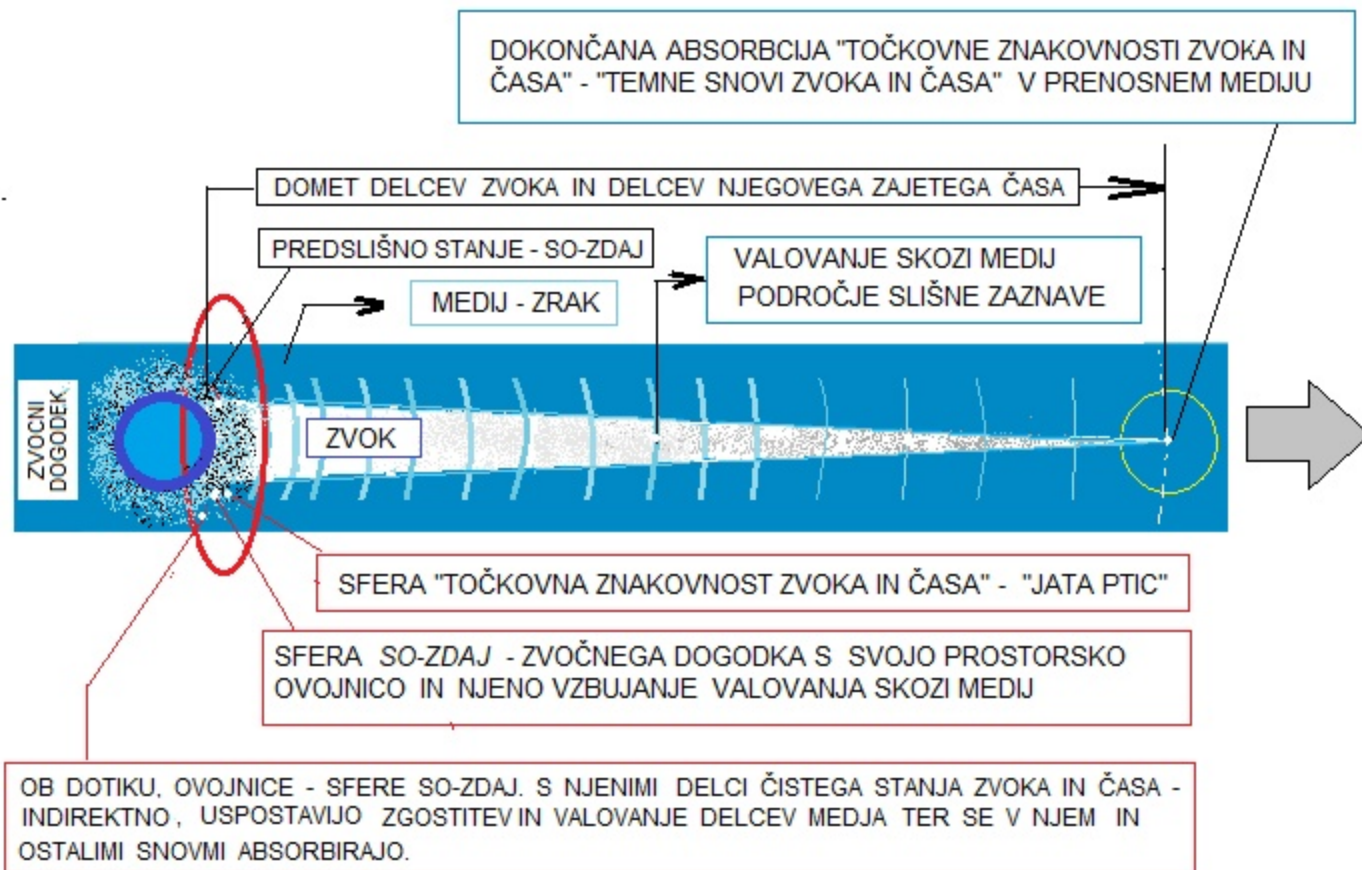 DOKONČANA ABSORBCIJA "TOČKOVNE ZNAKOVNOSTI ZVOKA IN
ČASA" - "TEMNE SNOVI ZVOKA IN ČASA" V PRENOSNEM MEDIJU
DOMET DELCEV ZVOKA IN DELCEV NJEGOVEGA ZAJETEGA ČASA
PREDSLIŠNO STANJE - SO-ZDAJ
VALOVANJE SKOZI MEDIJ
PODROČJE SLIŠNE ZAZNAVE
MEDIJ - ZRAK
ZVOCNI
DOGODEK
ZVOK
SFERA "TOČKOVNA ZNAKOVNOST ZVOKA IN ČASA" - "JATA PTIC"
SFERA SO-ZDAJ - ZVOČNEGA DOGODKA S SVOJO PROSTORSKO
OVOJNICO IN NJENO VZBUJANJE VALOVANJA SKOZI MEDIJ
OB DOTIKU, OVOJNICE - SFERE SO-ZDAJ. S NJENIMI DELCI ČISTEGA STANJA ZVOKA IN ČASA -
INDIREKTNO, USPOSTAVIJO ZGOSTITEV IN VALOVANJE DELCEV MEDJA TER SE V NJEM IN
OSTALIMI SNOVMI ABSORBIRAJO.